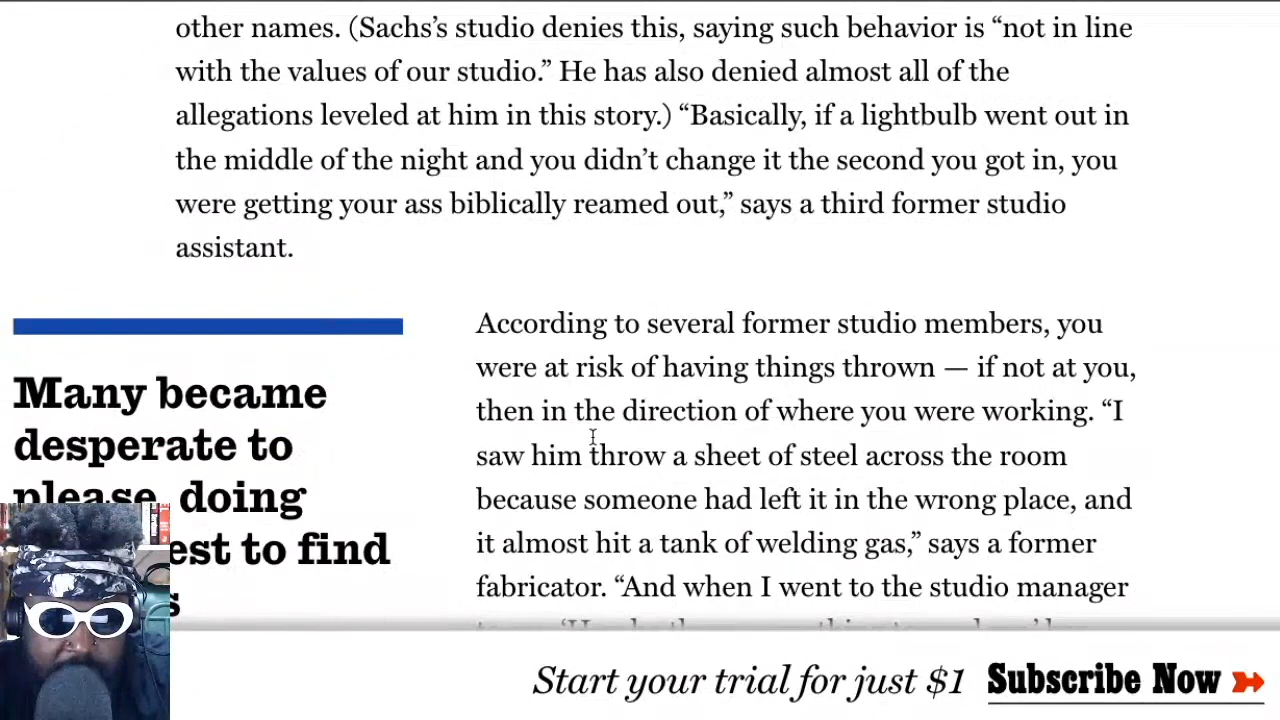 other names. (Sachs’s studio denies this, saying such behavior is “not in line
with the values of our studio.” He has also denied almost all of the
allegations leveled at him in this story.) “Basically, if a lightbulb went out in
the middle of the night and you didn’t change it the second you got in, you
were getting your ass biblically reamed out,” says a third former studio
assistant.
Many became
desperate to
please, doing
est to find
According to several former studio members, you
were at risk of having things thrown — if not at you,
then in the direction of where you were working. “I
saw him throw a sheet of steel across the room
because someone had left it in the wrong place, and
it almost hit a tank of welding gas,” says a former
fabricator. “And when I went to the studio manager
Start your trial for just $1 Subscribe Now